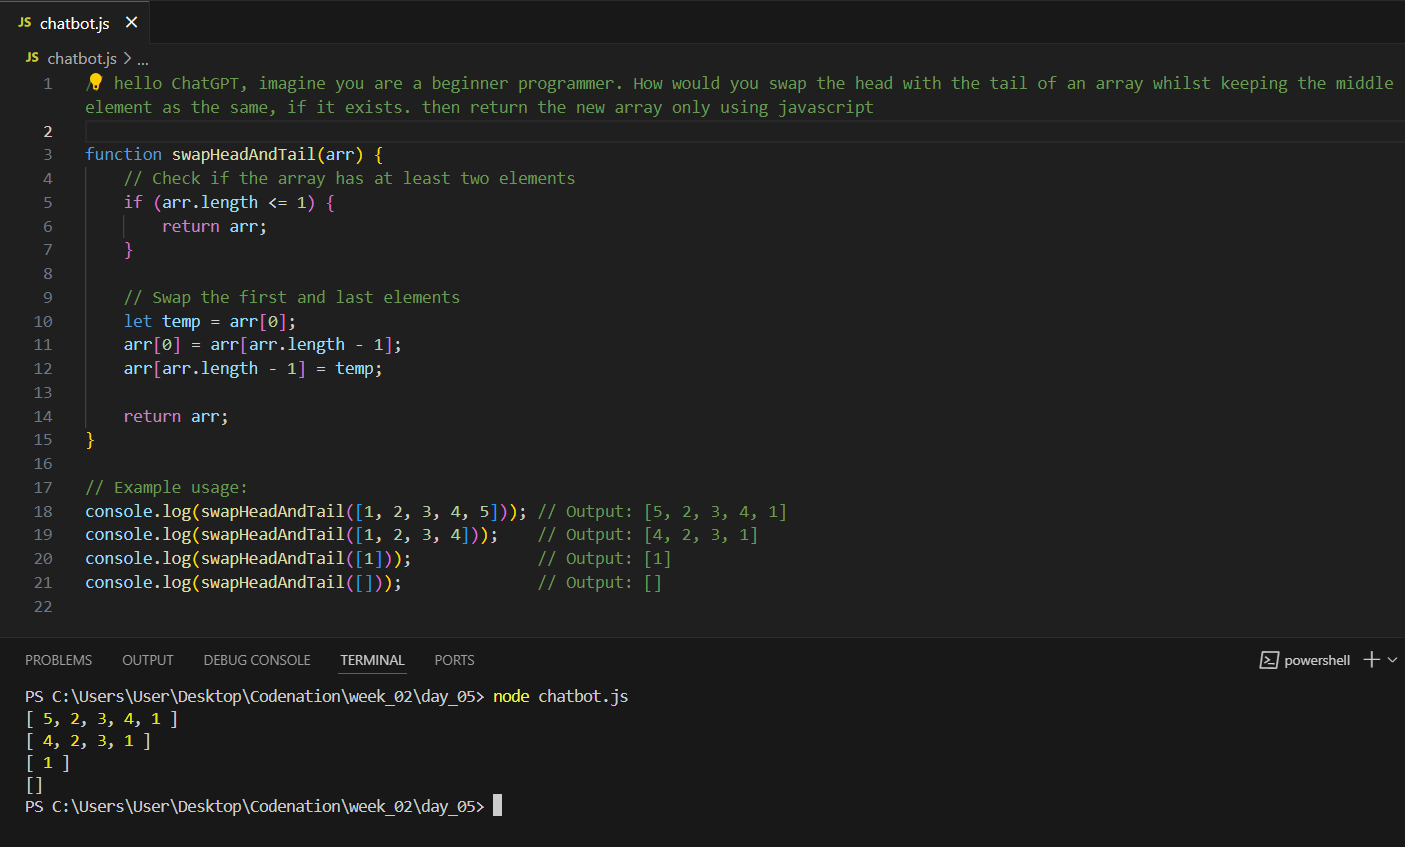 JS chatbot.js ×
JS chatbot.js > ...
1 / hello ChatGPT, imagine you are a beginner programmer. How would you swap the head with the tail of an array whilst keeping the middle
element as the same, if it exists. then return the new array only using javascript
2
3 function swapHeadAndTail(arr) {
4     // Check if the array has at least two elements
5     if (arr.length <= 1) {
6         return arr;
7     }
8
9     // Swap the first and last elements
10     let temp = arr[0];
11     arr[0] = arr[arr.length - 1];
12     arr[arr.length - 1] = temp;
13
14     return arr;
15 }
16
17 // Example usage:
18 console.log(swapHeadAndTail([1, 2, 3, 4, 5])); // Output: [5, 2, 3, 4, 1]
19 console.log(swapHeadAndTail([1, 2, 3, 4]));    // Output: [4, 2, 3, 1]
20 console.log(swapHeadAndTail([1]));             // Output: [1]
21 console.log(swapHeadAndTail([]));              // Output: []
22
PROBLEMS OUTPUT DEBUG CONSOLE TERMINAL PORTS powershell
PS C:\Users\User\Desktop\Codenation\week_02\day_05> node chatbot.js
[ 5, 2, 3, 4, 1 ]
[ 4, 2, 3, 1 ]
[ 1 ]
[]
PS C:\Users\User\Desktop\Codenation\week_02\day_05>